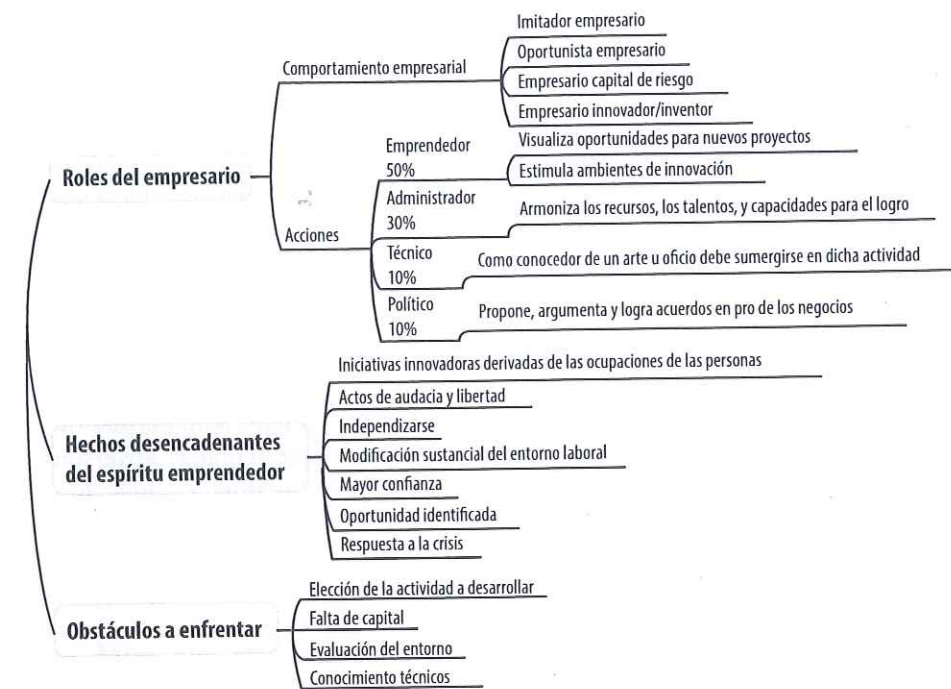 Roles del empresario
Comportamiento empresarial
Imitador empresario
Oportunista empresario
Empresario capital de riesgo
Empresario innovador/inventor
Acciones
Emprendedor
50%
Visualiza oportunidades para nuevos proyectos
Estimula ambientes de innovación
Administrador
30%
Armoniza los recursos, los talentos, y capacidades para el logro
Técnico
10%
Como conocedor de un arte u oficio debe sumergirse en dicha actividad
Político
10%
Propone, argumenta y logra acuerdos en pro de los negocios
Hechos desencadenantes
del espíritu emprendedor
Iniciativas innovadoras derivadas de las ocupaciones de las personas
Actos de audacia y libertad
Independizarse
Modificación sustancial del entorno laboral
Mayor confianza
Oportunidad identificada
Respuesta a la crisis
Obstáculos a enfrentar
Elección de la actividad a desarrollar
Falta de capital
Evaluación del entorno
Conocimiento técnicos